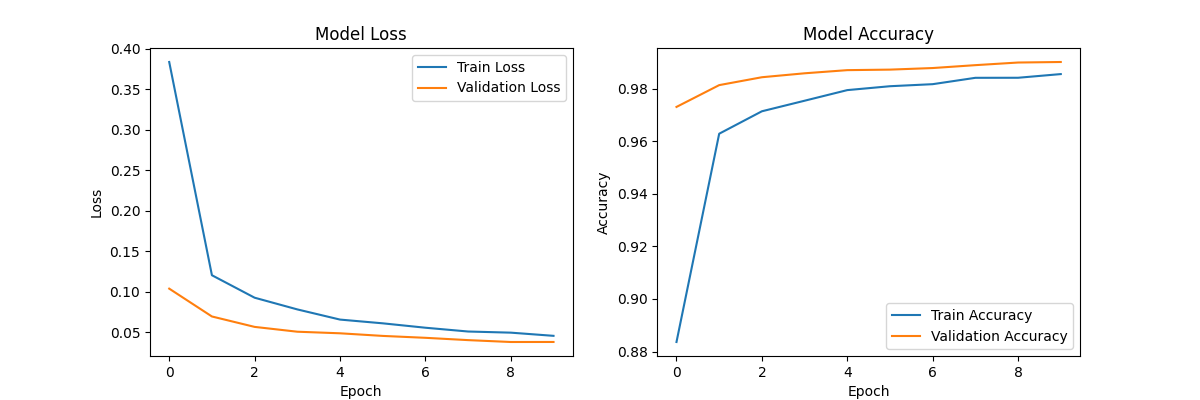 Model Loss
0.40
0.35
0.30
0.25
0.20
0.15
0.10
0.05
Loss
0 2 4 6 8
Epoch
Train Loss
Validation Loss
Model Accuracy
0.98
0.96
0.94
0.92
0.90
0.88
Accuracy
0 2 4 6 8
Epoch
Train Accuracy
Validation Accuracy